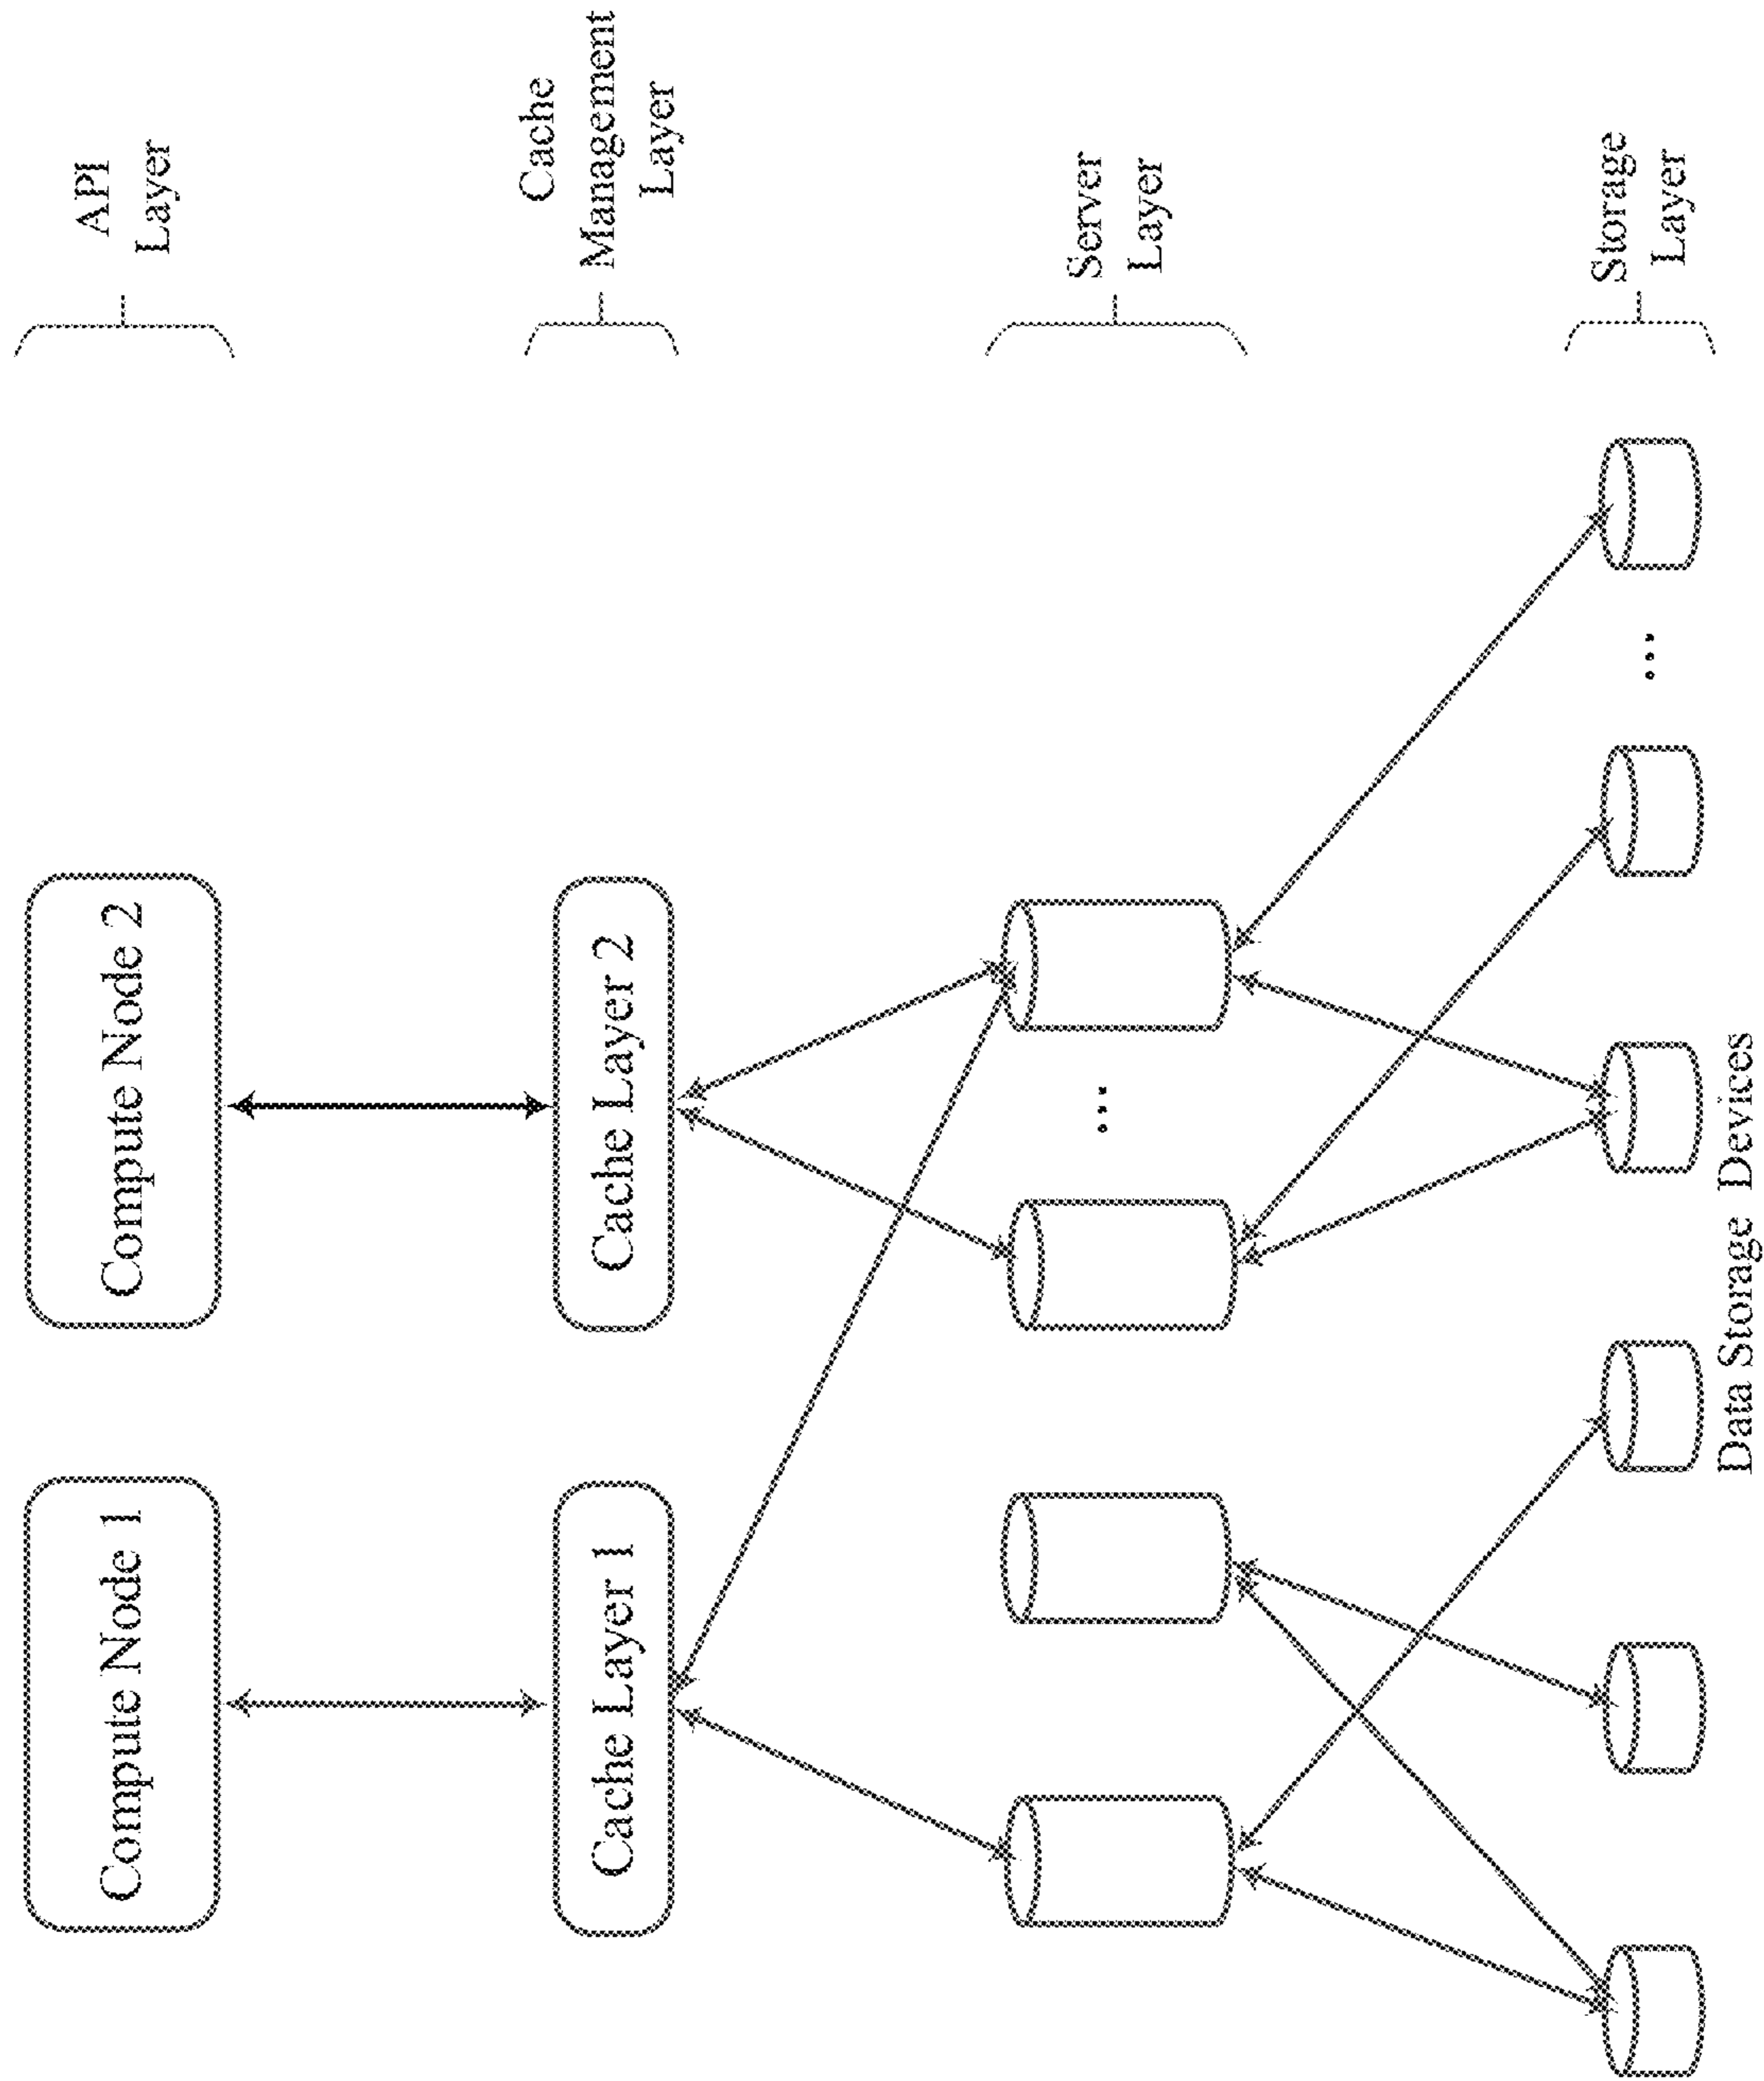 API
Layer
Cache
Management
Layer
Server
Layer
Storage
Layer
Compute Node 1
Compute Node 2
Cache Layer 1
Cache Layer 2
...
...
Data Storage Devices